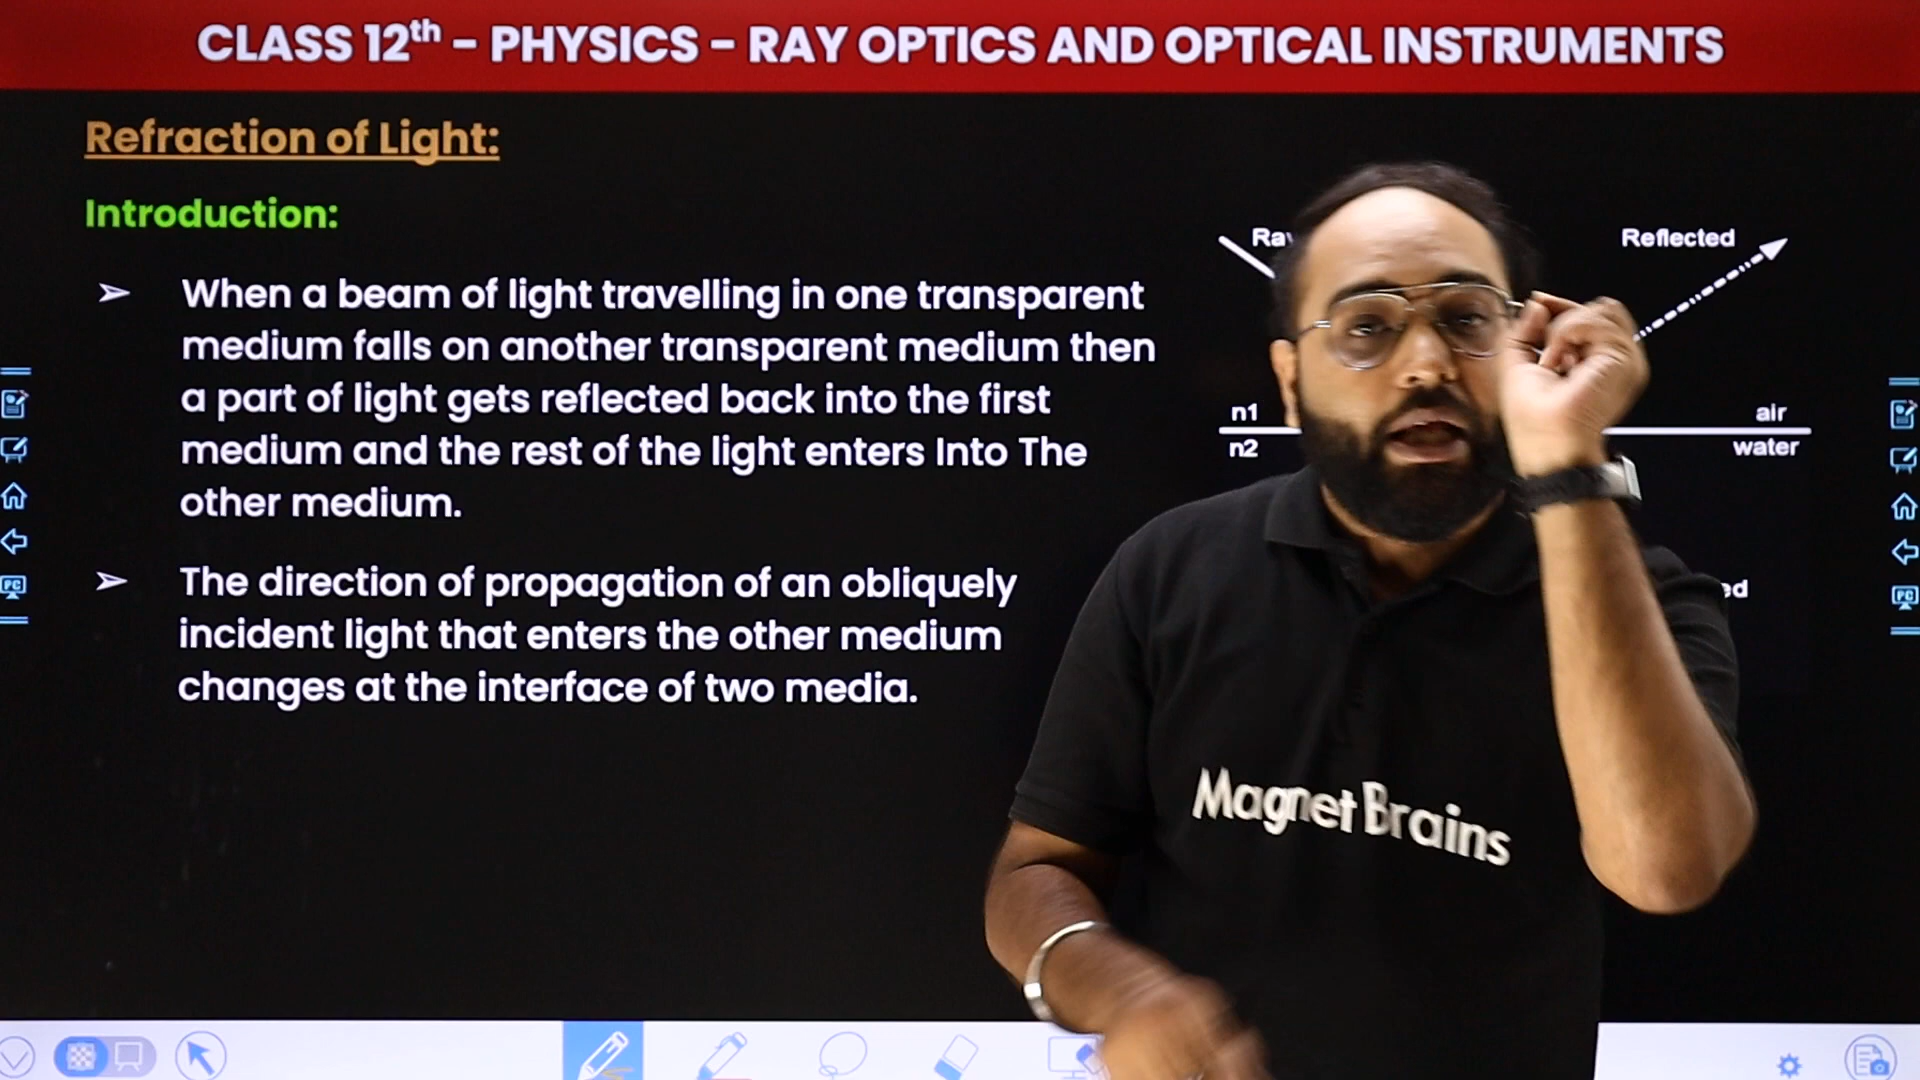 CLASS 12th - PHYSICS - RAY OPTICS AND OPTICAL INSTRUMENTS
Refraction of Light:
Introduction:
➢ When a beam of light travelling in one transparent
medium falls on another transparent medium then
a part of light gets reflected back into the first
medium and the rest of the light enters Into The
other medium.
➢ The direction of propagation of an obliquely
incident light that enters the other medium
changes at the interface of two media.
Ray
Reflected
n1
air
n2
water
Magnet Brains
PC
PC